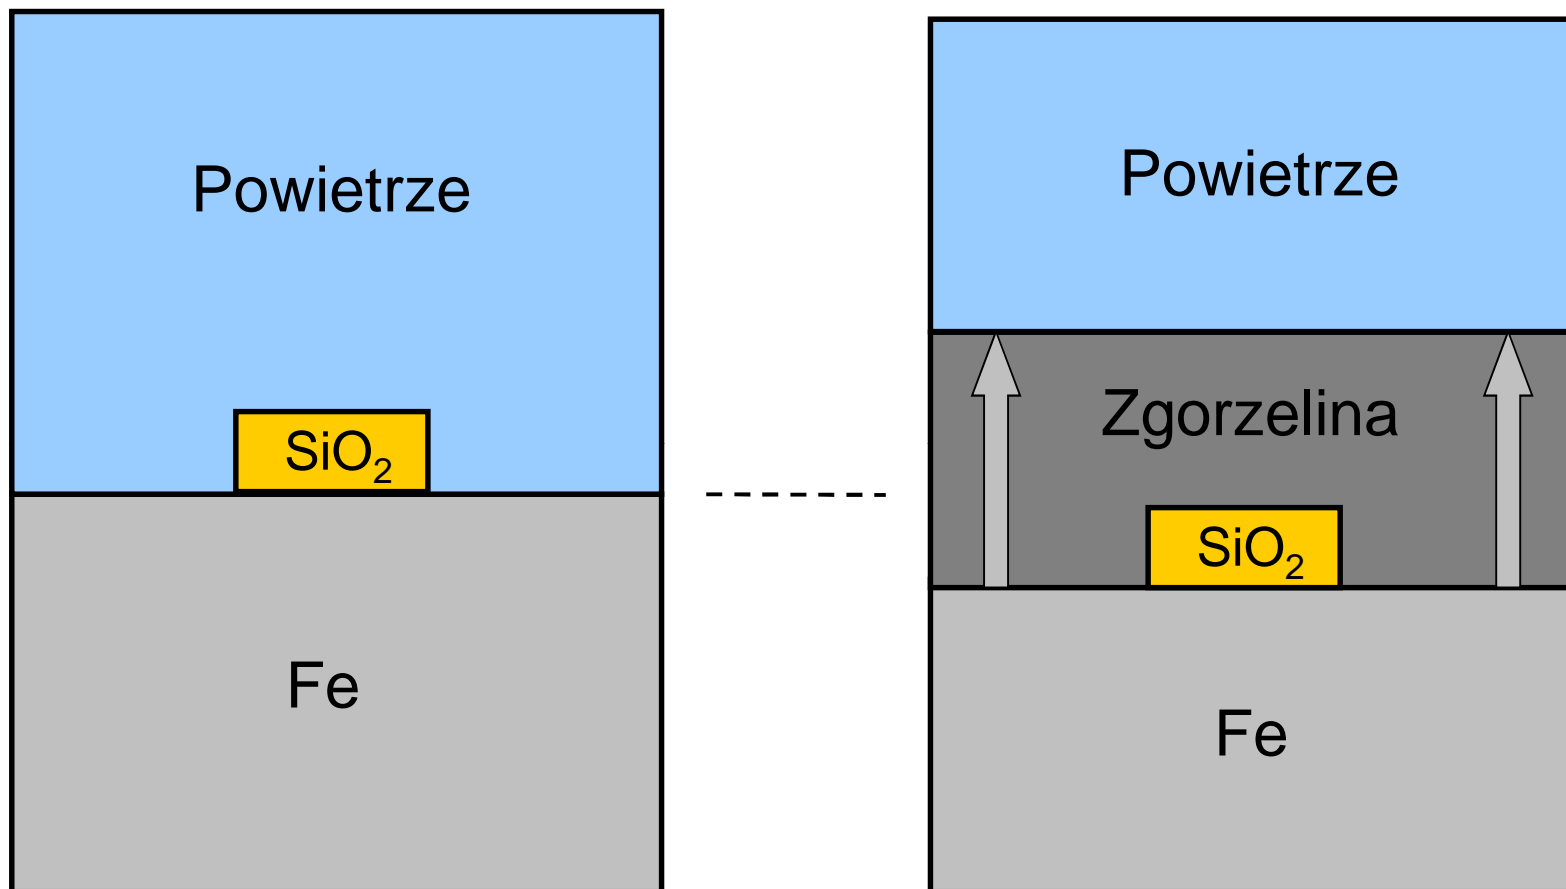 Powietrze
SiO₂
Fe
Powietrze
Zgorzelina
SiO₂
Fe